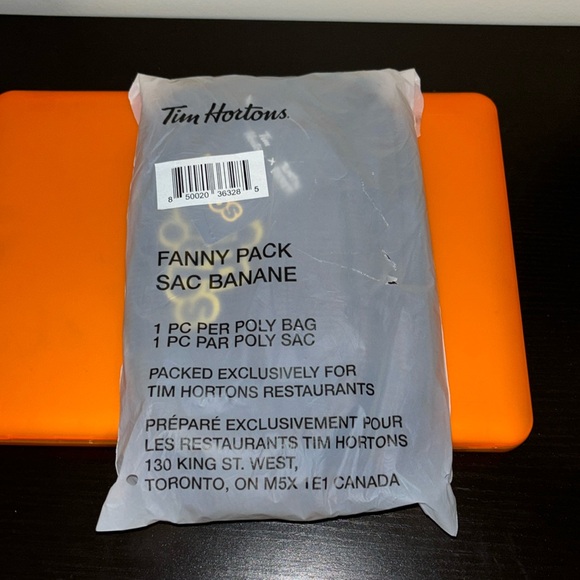 Tim Hortons.
8 50020 36328 5
FANNY PACK
SAC BANANE
1 PC PER POLY BAG
1 PC PAR POLY SAC
PACKED EXCLUSIVELY FOR
TIM HORTONS RESTAURANTS
PRÉPARÉ EXCLUSIVEMENT POUR
LES RESTAURANTS TIM HORTONS
130 KING ST. WEST,
TORONTO, ON M5X 1E1 CANADA